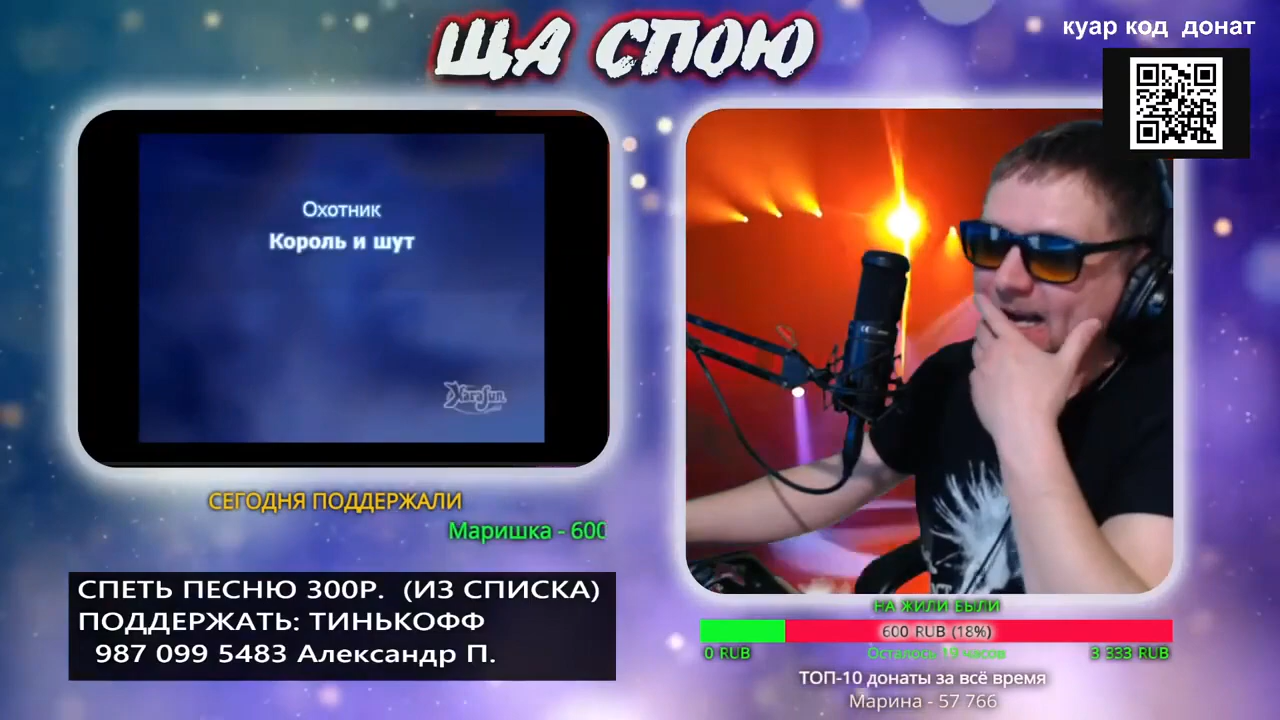 ЩА СПОЮ
куар код донат
Охотник
Король и шут
KaraFun
СЕГОДНЯ ПОДДЕРЖАЛИ
Маришка - 600
СПЕТЬ ПЕСНЮ 300Р. (ИЗ СПИСКА)
ПОДДЕРЖАТЬ: ТИНЬКОФФ
987 099 5483 Александр П.
НА ЖИЛИ БЫЛИ
600 RUB (18%)
0 RUB
Осталось 19 часов
3 333 RUB
ТОП-10 донаты за всё время
Марина - 57 766